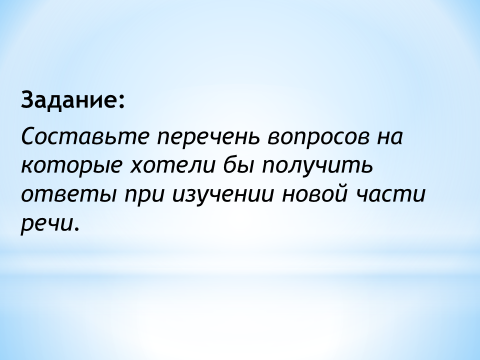 Задание:
Составьте перечень вопросов на
которые хотели бы получить
ответы при изучении новой части
речи.